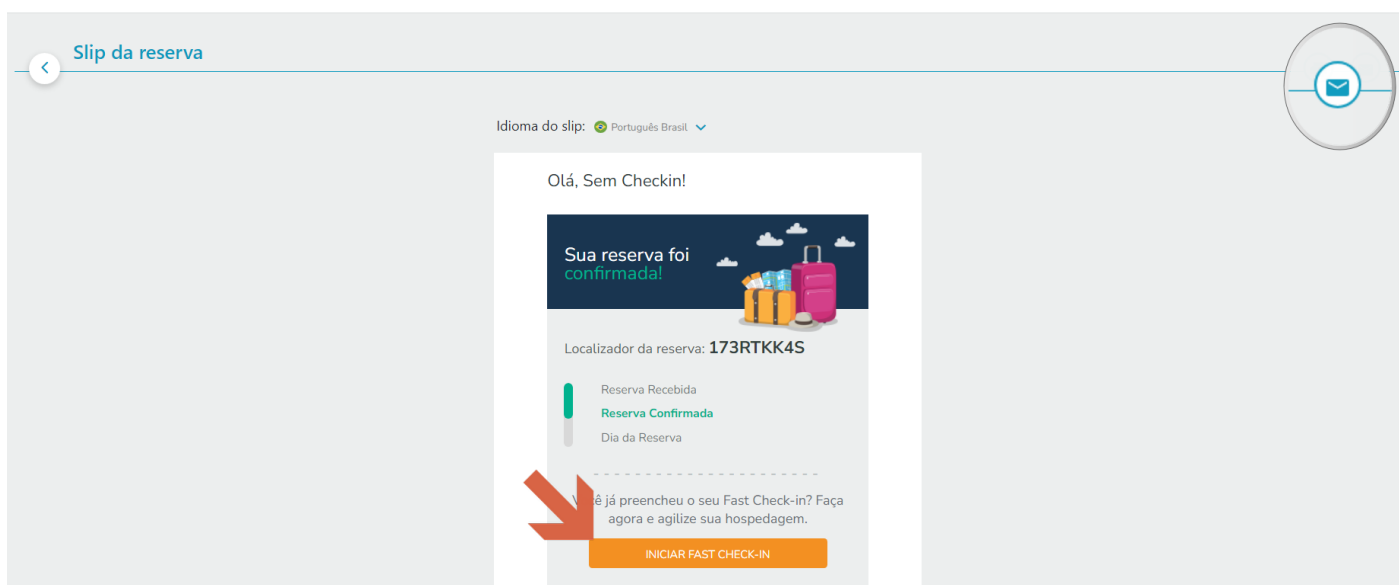 Slip da reserva
Idioma do slip: Português Brasil
Olá, Sem Checkin!
Sua reserva foi
confirmada!
Localizador da reserva: 173RTKK4S
Reserva Recebida
Reserva Confirmada
Dia da Reserva
já preencheu o seu Fast Check-in? Faça
agora e agilize sua hospedagem.
INICIAR FAST CHECK-IN